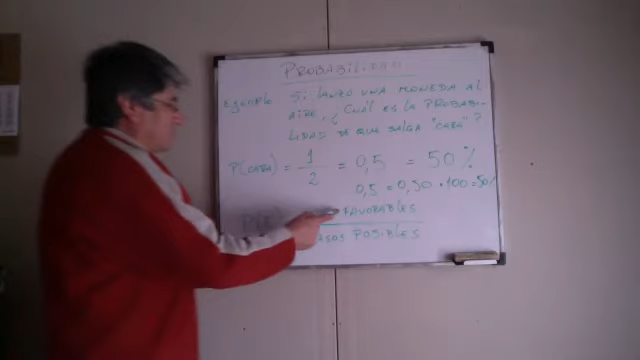 PROBABILIDAD
EJEMPLO SI LANZO UNA MONEDA AL
AIRE, ¿CUÁL ES LA PROBABI-
LIDAD DE QUE SALGA "CARA"?
P(CARA) = 1/2 = 0,5 = 50%
0,5 = 0,50 * 100 = 50%
FAVORABLES
CASOS POSIBLES